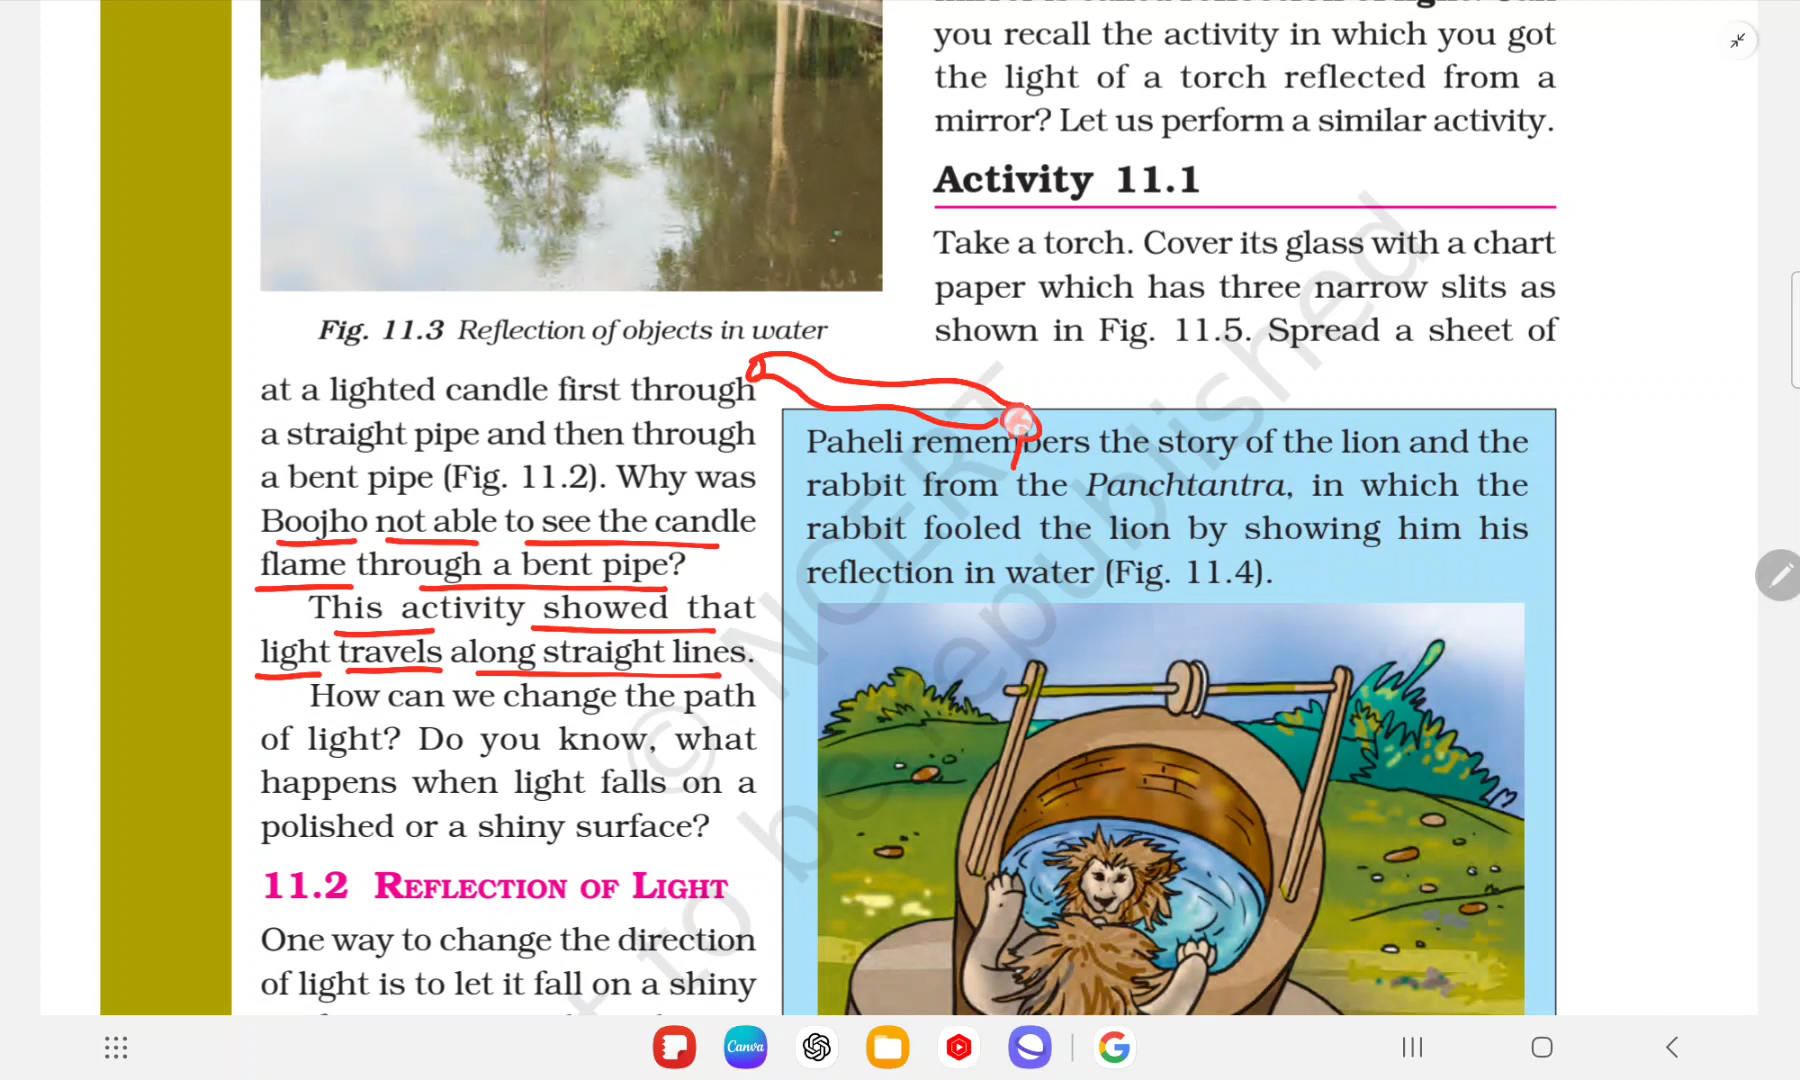 you recall the activity in which you got
the light of a torch reflected from a
mirror? Let us perform a similar activity.
Activity 11.1
Take a torch. Cover its glass with a chart
paper which has three narrow slits as
shown in Fig. 11.5. Spread a sheet of
Fig. 11.3 Reflection of objects in water
at a lighted candle first through
a straight pipe and then through
a bent pipe (Fig. 11.2). Why was
Boojho not able to see the candle
flame through a bent pipe?
This activity showed that
light travels along straight lines.
How can we change the path
of light? Do you know, what
happens when light falls on a
polished or a shiny surface?
11.2 REFLECTION OF LIGHT
One way to change the direction
of light is to let it fall on a shiny
Paheli remembers the story of the lion and the
rabbit from the Panchtantra, in which the
rabbit fooled the lion by showing him his
reflection in water (Fig. 11.4).
© NCERT
to be republished
Canva